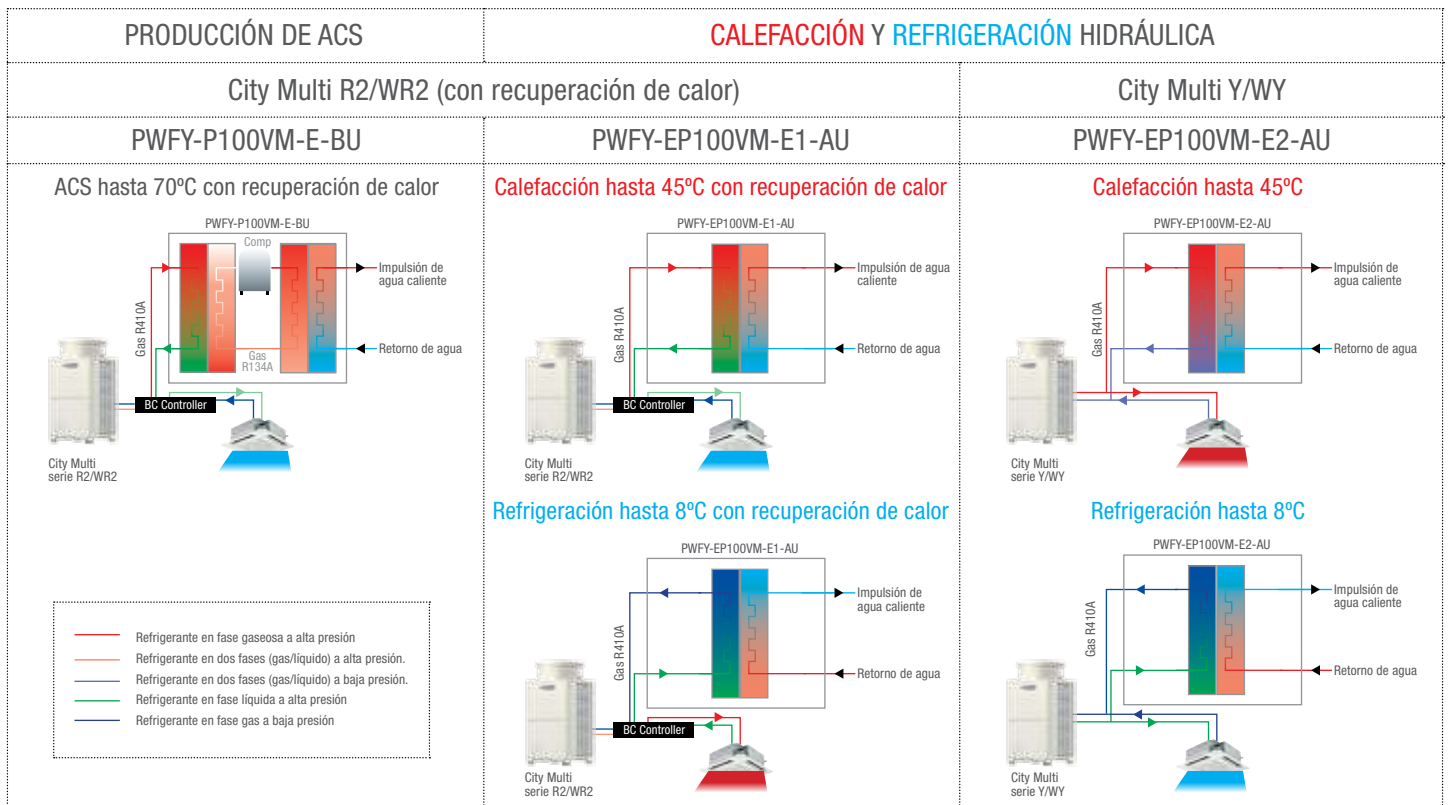 PRODUCCIÓN DE ACS
CALEFACCIÓN Y REFRIGERACIÓN HIDRÁULICA
City Multi R2/WR2 (con recuperación de calor)
City Multi Y/WY
PWFY-P100VM-E-BU
PWFY-EP100VM-E1-AU
PWFY-EP100VM-E2-AU
ACS hasta 70ºC con recuperación de calor
PWFY-P100VM-E-BU
Comp
Impulsión de
agua caliente
Gas R410A
Gas
R134A
Retorno de agua
BC Controller
City Multi
serie R2/WR2
Calefacción hasta 45ºC con recuperación de calor
PWFY-EP100VM-E1-AU
Impulsión de agua
caliente
Gas R410A
Retorno de agua
BC Controller
City Multi
serie R2/WR2
Calefacción hasta 45ºC
PWFY-EP100VM-E2-AU
Impulsión de
agua caliente
Gas R410A
Retorno de agua
City Multi
serie Y/WY
Refrigeración hasta 8ºC con recuperación de calor
PWFY-EP100VM-E1-AU
Impulsión de
agua caliente
Gas R410A
Retorno de agua
BC Controller
City Multi
serie R2/WR2
Refrigeración hasta 8ºC
PWFY-EP100VM-E2-AU
Impulsión de
agua caliente
Gas R410A
Retorno de agua
City Multi
serie Y/WY
Refrigerante en fase gaseosa a alta presión
Refrigerante en dos fases (gas/líquido) a alta presión.
Refrigerante en dos fases (gas/líquido) a baja presión.
Refrigerante en fase líquida a alta presión
Refrigerante en fase gas a baja presión